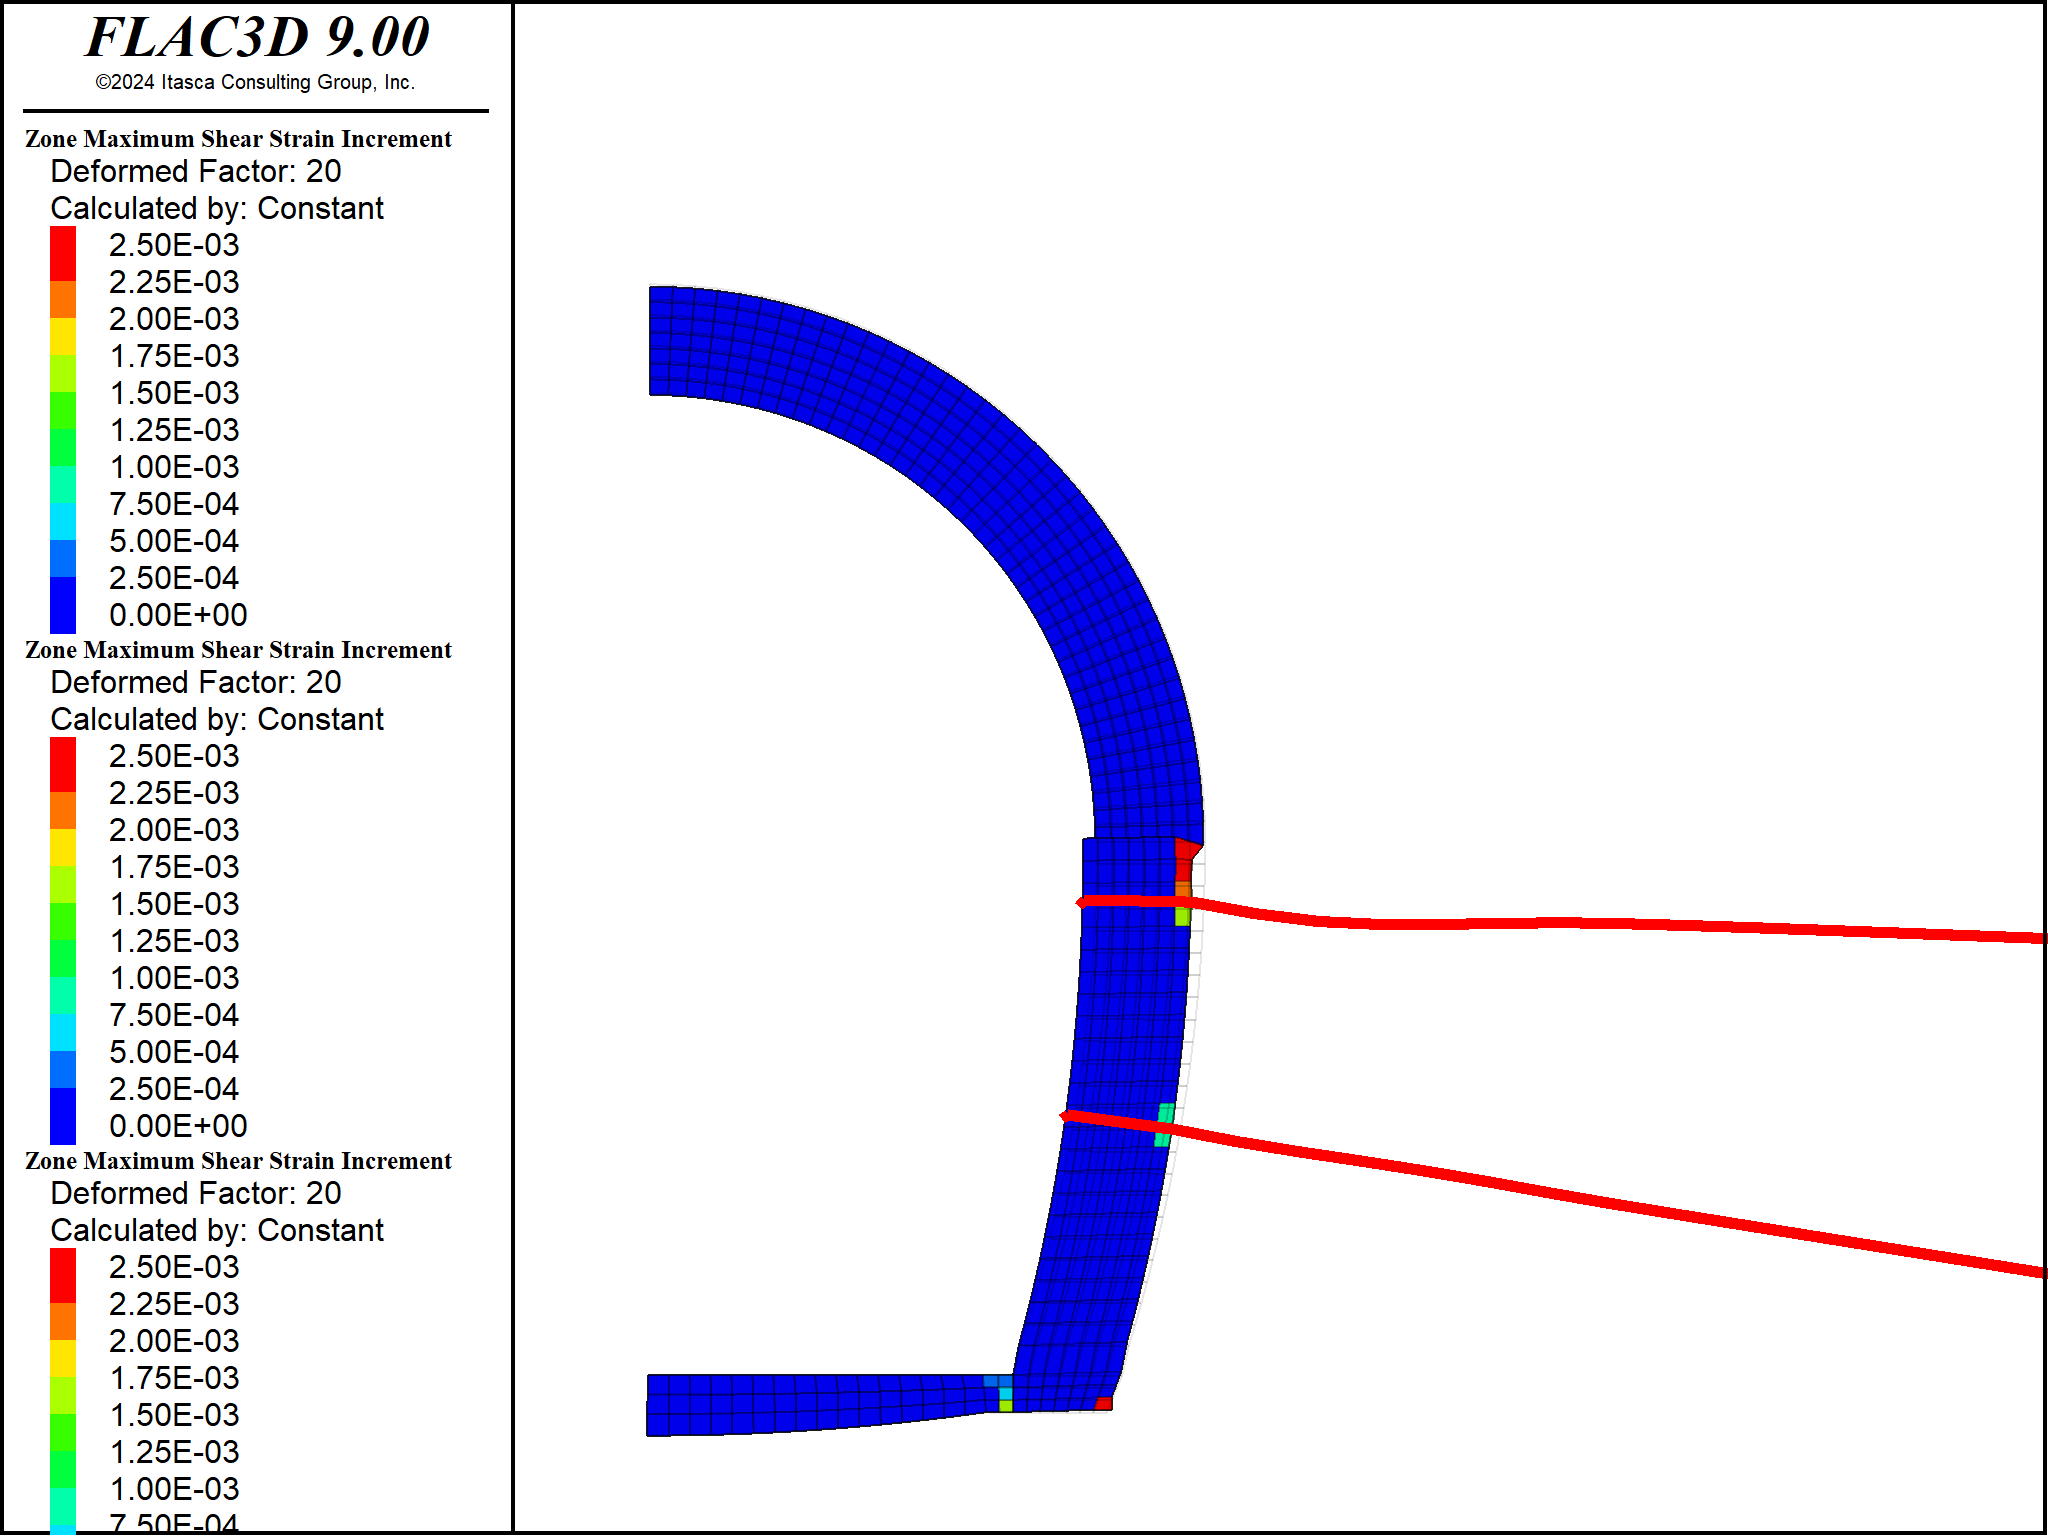 FLAC3D 9.00
©2024 Itasca Consulting Group, Inc.
Zone Maximum Shear Strain Increment
Deformed Factor: 20
Calculated by: Constant
2.50E-03
2.25E-03
2.00E-03
1.75E-03
1.50E-03
1.25E-03
1.00E-03
7.50E-04
5.00E-04
2.50E-04
0.00E+00
Zone Maximum Shear Strain Increment
Deformed Factor: 20
Calculated by: Constant
2.50E-03
2.25E-03
2.00E-03
1.75E-03
1.50E-03
1.25E-03
1.00E-03
7.50E-04
5.00E-04
2.50E-04
0.00E+00
Zone Maximum Shear Strain Increment
Deformed Factor: 20
Calculated by: Constant
2.50E-03
2.25E-03
2.00E-03
1.75E-03
1.50E-03
1.25E-03
1.00E-03
7.50E-04